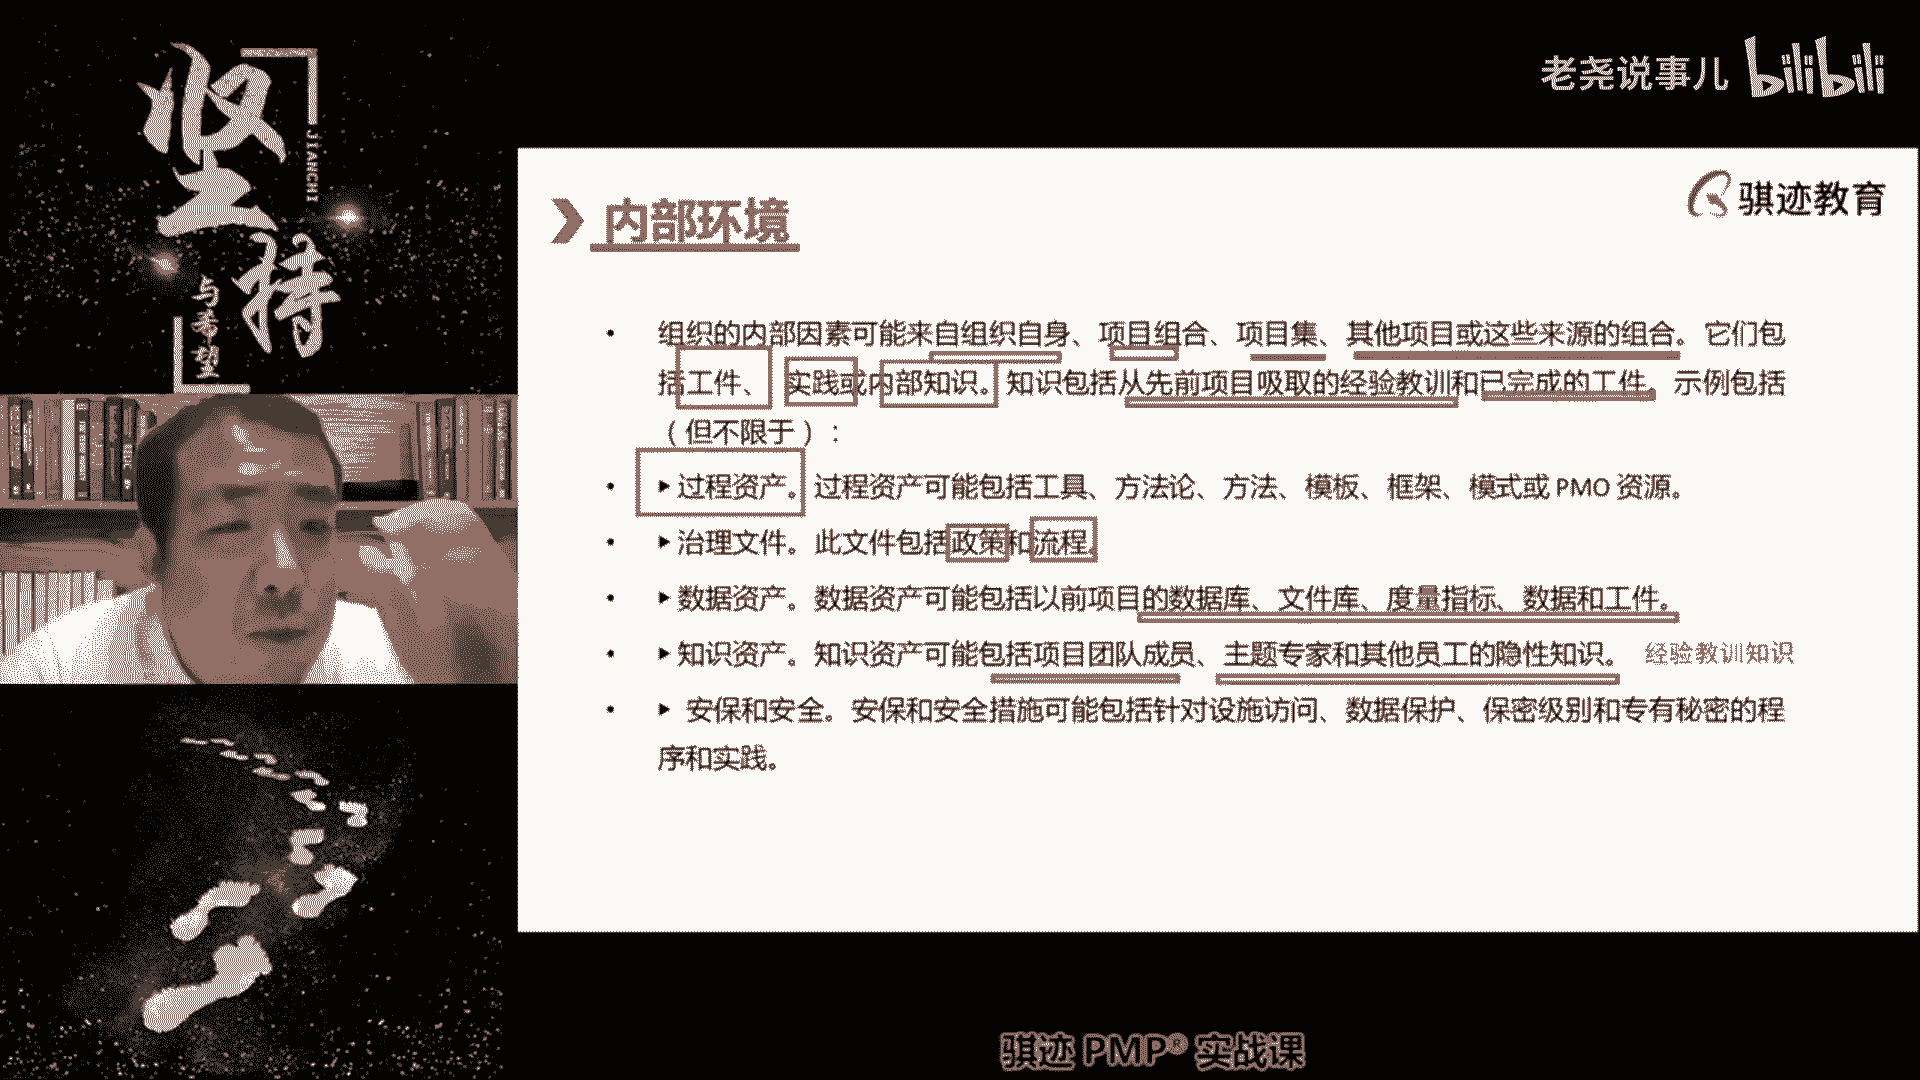 坚持
JIANCHI
与希望
老尧说事儿 bilibili
骐迹教育
内部环境
• 组织的内部因素可能来自组织自身、项目组合、项目集、其他项目或这些来源的组合。它们包
括工件、实践或内部知识。知识包括从先前项目吸取的经验教训和已完成的工件。示例包括
（但不限于）：
• ▶过程资产。过程资产可能包括工具、方法论、方法、模板、框架、模式或 PMO 资源。
• ▶治理文件。此文件包括政策和流程。
• ▶数据资产。数据资产可能包括以前项目的数据库、文件库、度量指标、数据和工件。
• ▶知识资产。知识资产可能包括项目团队成员、主题专家和其他员工的隐性知识。 经验教训知识
• ▶ 安保和安全。安保和安全措施可能包括针对设施访问、数据保护、保密级别和专有秘密的程
序和实践。
骐迹 PMP® 实战课